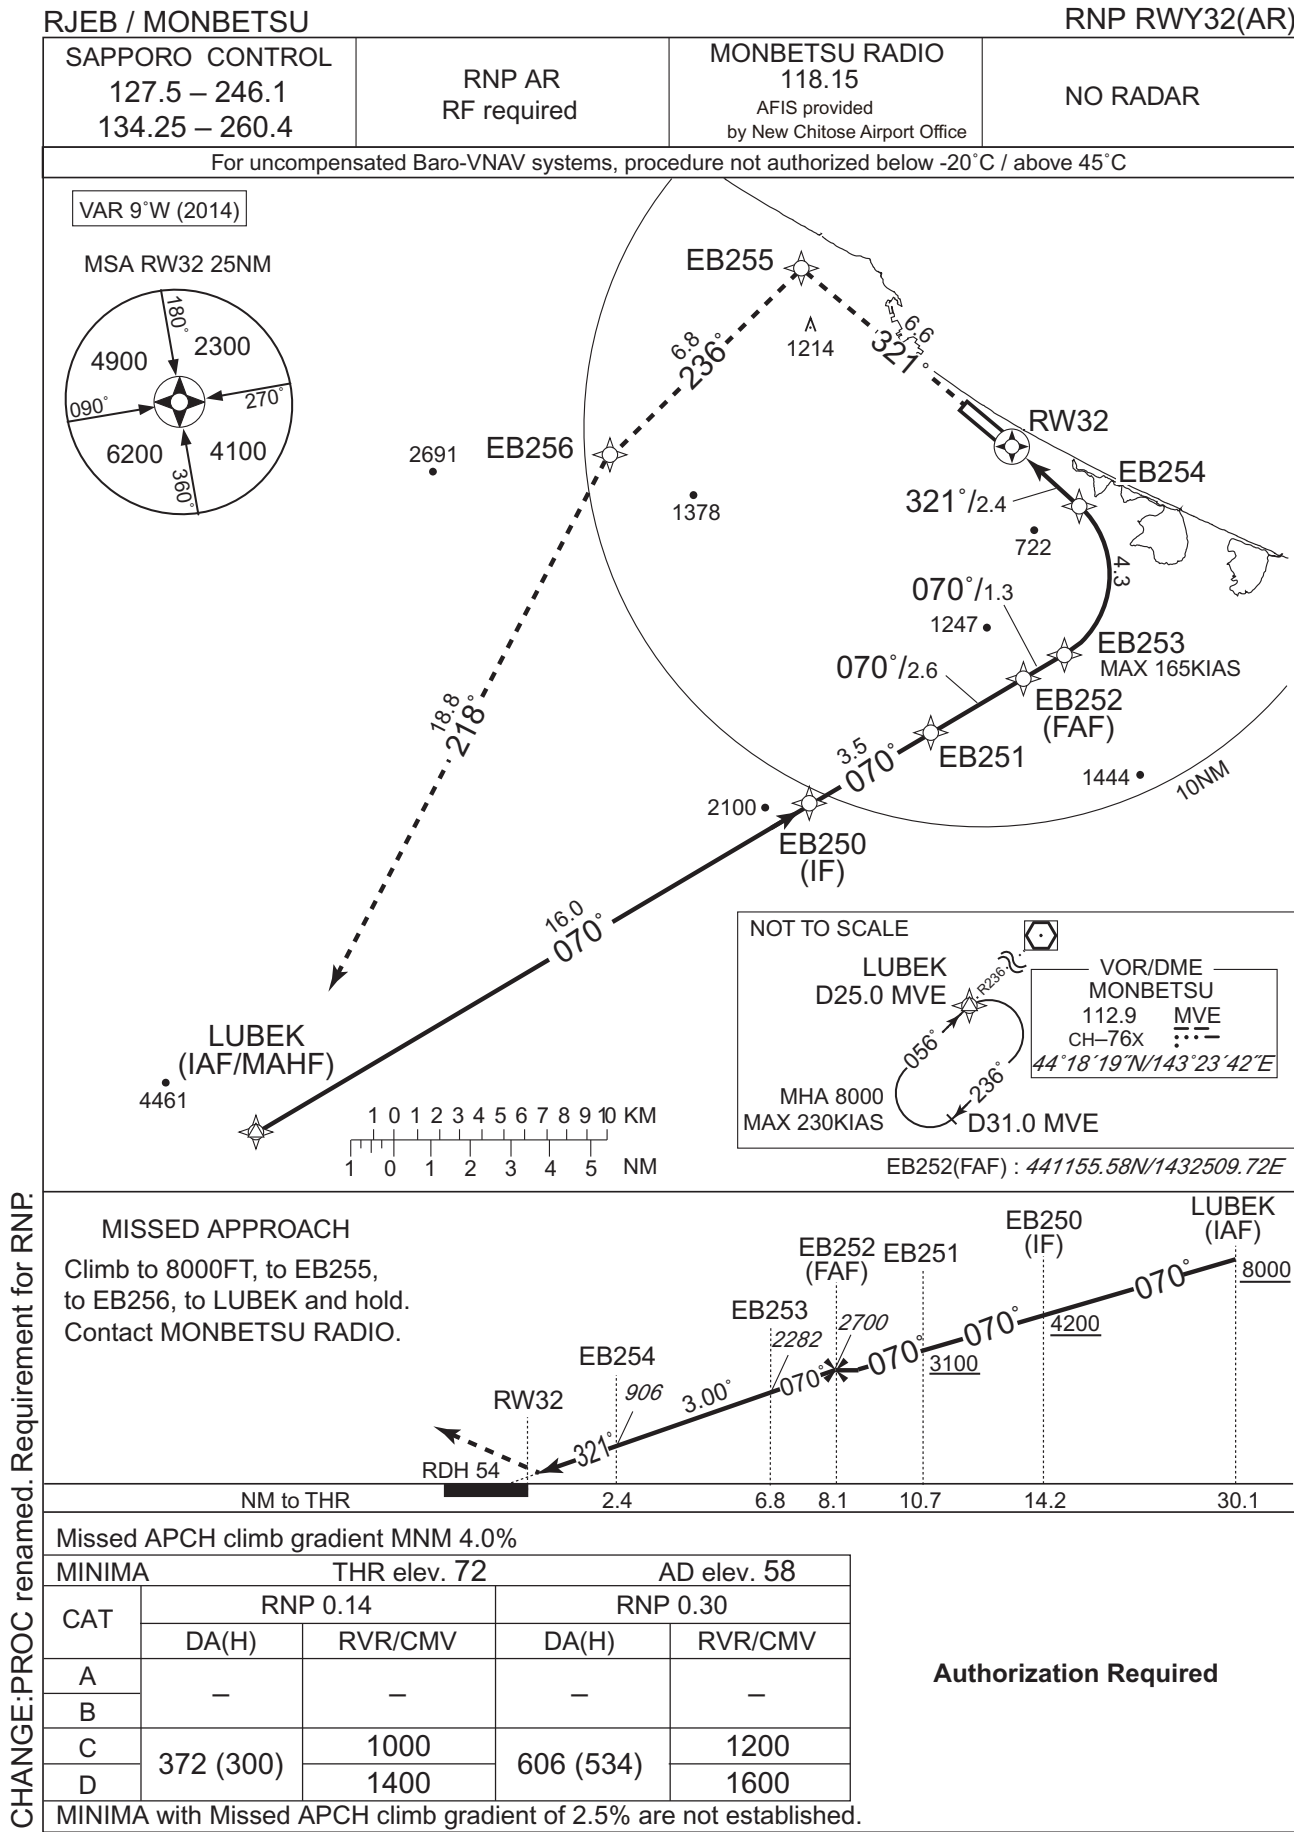 RJEB / MONBETSU
RNP RWY32(AR)
SAPPORO CONTROL
127.5 – 246.1
134.25 – 260.4
RNP AR
RF required
MONBETSU RADIO
118.15
AFIS provided
by New Chitose Airport Office
NO RADAR
For uncompensated Baro-VNAV systems, procedure not authorized below -20˚C / above 45˚C
VAR 9˚W (2014)
MSA RW32 25NM
180˚
4900
2300
090˚
270˚
6200
4100
360˚
EB255
1214
6.6
321˚
6.8
236˚
RW32
EB256
2691
1378
EB254
321˚/2.4
722
4.3
070˚/1.3
1247
EB253
MAX 165KIAS
070˚/2.6
EB252
(FAF)
EB251
3.5
070˚
1444
10NM
18.8
218˚
2100
EB250
(IF)
16.0
070˚
LUBEK
(IAF/MAHF)
4461
1 0 1 2 3 4 5 6 7 8 9 10 KM
1 0 1 2 3 4 5 NM
NOT TO SCALE
LUBEK
D25.0 MVE
R236
056˚
236˚
MHA 8000
MAX 230KIAS
D31.0 MVE
VOR/DME
MONBETSU
112.9 MVE
CH–76X
44˚18´19˝N/143˚23´42˝E
EB252(FAF) : 441155.58N/1432509.72E
MISSED APPROACH
Climb to 8000FT, to EB255,
to EB256, to LUBEK and hold.
Contact MONBETSU RADIO.
LUBEK
(IAF)
8000
EB250
(IF)
4200
070˚
EB251
3100
070˚
EB252
(FAF)
2700
070˚
EB253
2282
070˚
EB254
906
3.00˚
RW32
321˚
RDH 54
NM to THR
2.4 6.8 8.1 10.7 14.2 30.1
Missed APCH climb gradient MNM 4.0%
MINIMA THR elev. 72 AD elev. 58
CAT RNP 0.14 RNP 0.30
DA(H) RVR/CMV DA(H) RVR/CMV
A
B
– – – –
C 372 (300) 1000 606 (534) 1200
D 1400 1600
MINIMA with Missed APCH climb gradient of 2.5% are not established.
Authorization Required
CHANGE:PROC renamed. Requirement for RNP.